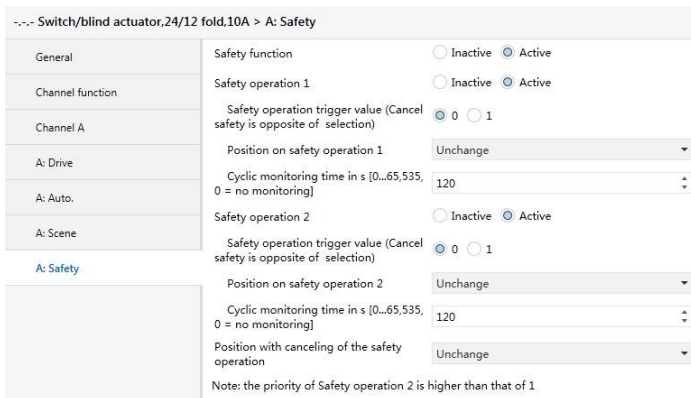 -.-.- Switch/blind actuator,24/12 fold,10A > A: Safety
General
Channel function
Channel A
A: Drive
A: Auto.
A: Scene
A: Safety
Safety function Inactive Active
Safety operation 1 Inactive Active
Safety operation trigger value (Cancel
safety is opposite of selection) 0 1
Position on safety operation 1 Unchange
Cyclic monitoring time in s [0...65,535,
0 = no monitoring] 120
Safety operation 2 Inactive Active
Safety operation trigger value (Cancel
safety is opposite of selection) 0 1
Position on safety operation 2 Unchange
Cyclic monitoring time in s [0...65,535,
0 = no monitoring] 120
Position with canceling of the safety
operation Unchange
Note: the priority of Safety operation 2 is higher than that of 1